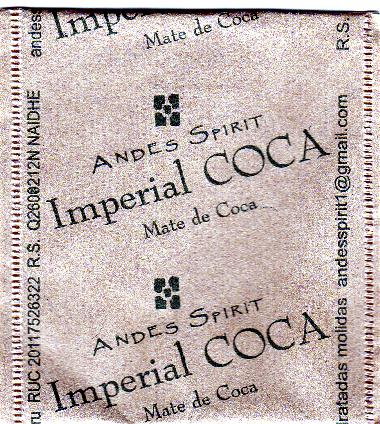 Imperial
Mate de Coca
ANDES SPIRIT
Imperial COCA
Mate de Coca
ANDES SPIRIT
Imperial COCA
Mate de Coca
ru RUC 20117526322 R.S. Q2600212N NAIDHE andes
iratadas molidas andesspirit1@gmail.com R.S.